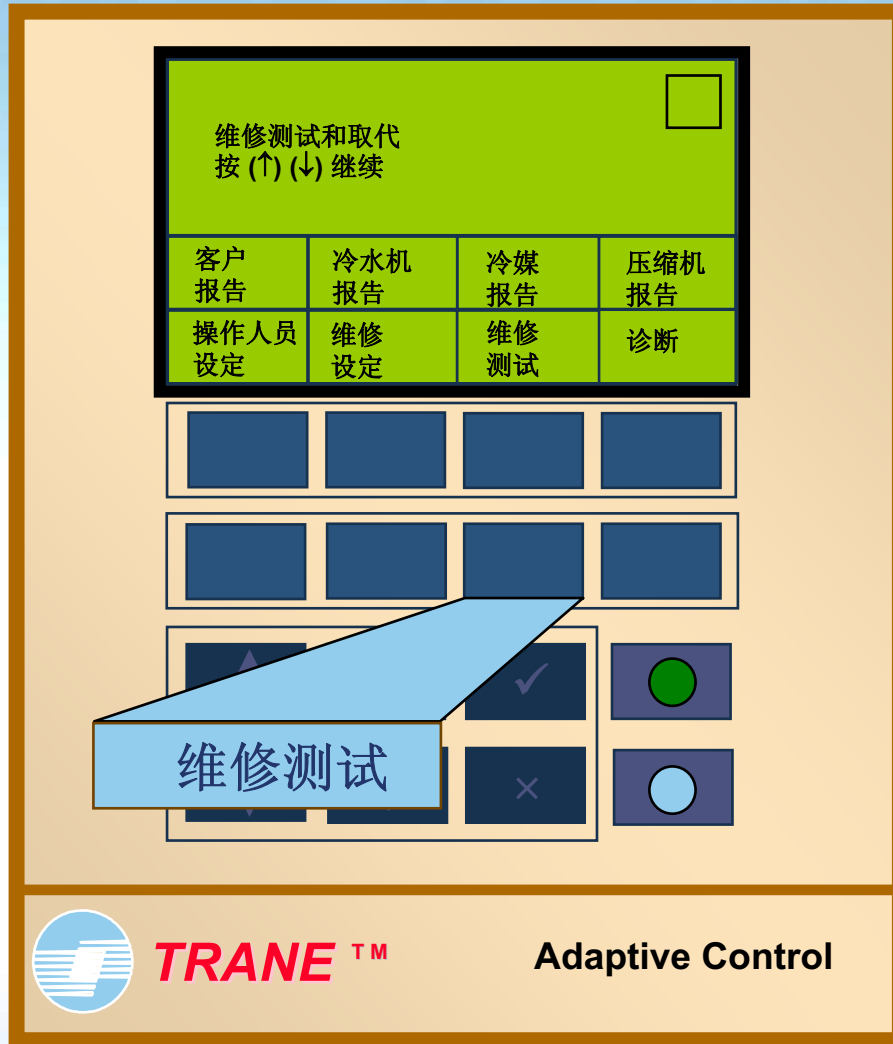 维修测试和取代
按 (↑) (↓) 继续
客户
报告
冷水机
报告
冷媒
报告
压缩机
报告
操作人员
设定
维修
设定
维修
测试
诊断
维修测试
TRANE ™
Adaptive Control